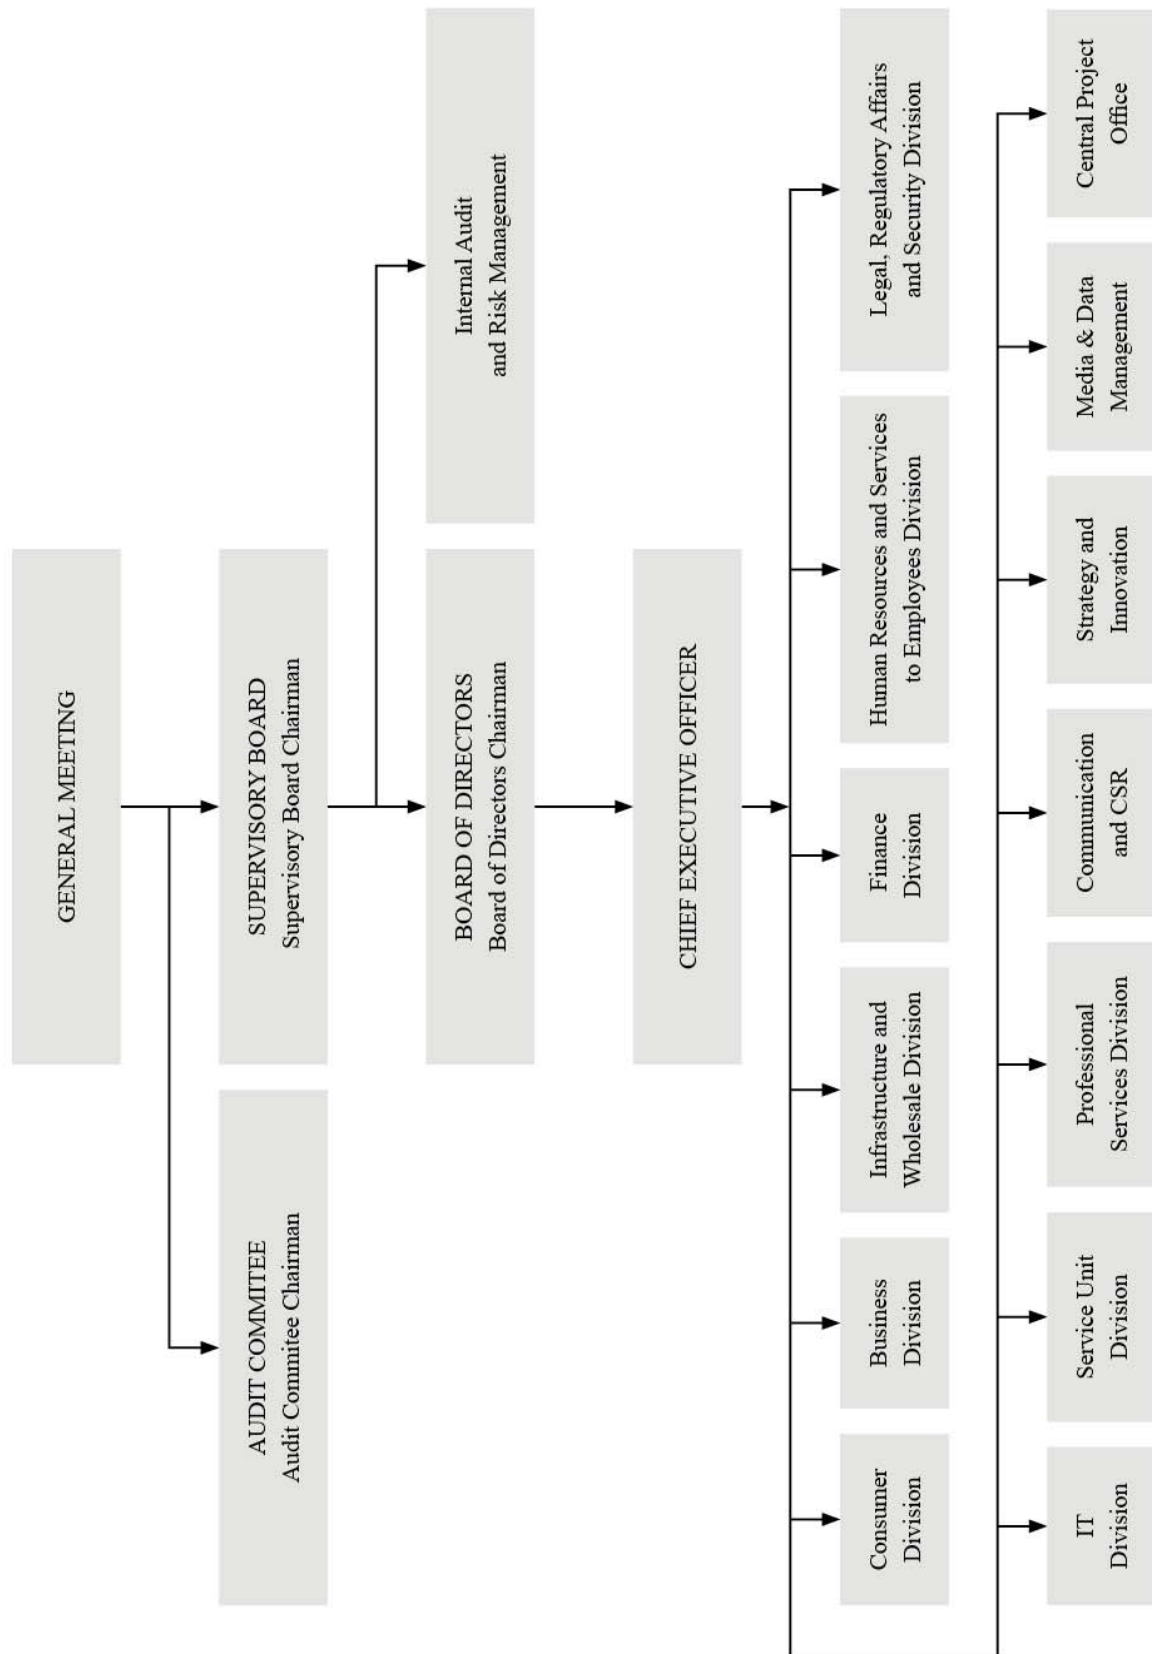 GENERAL MEETING
AUDIT COMMITEE
Audit Commitee Chairman
SUPERVISORY BOARD
Supervisory Board Chairman
BOARD OF DIRECTORS
Board of Directors Chairman
Internal Audit
and Risk Management
CHIEF EXECUTIVE OFFICER
Consumer
Division
Business
Division
Infrastructure and
Wholesale Division
Finance
Division
Human Resources and Services
to Employees Division
Legal, Regulatory Affairs
and Security Division
IT
Division
Service Unit
Division
Professional
Services Division
Communication
and CSR
Strategy and
Innovation
Media & Data
Management
Central Project
Office